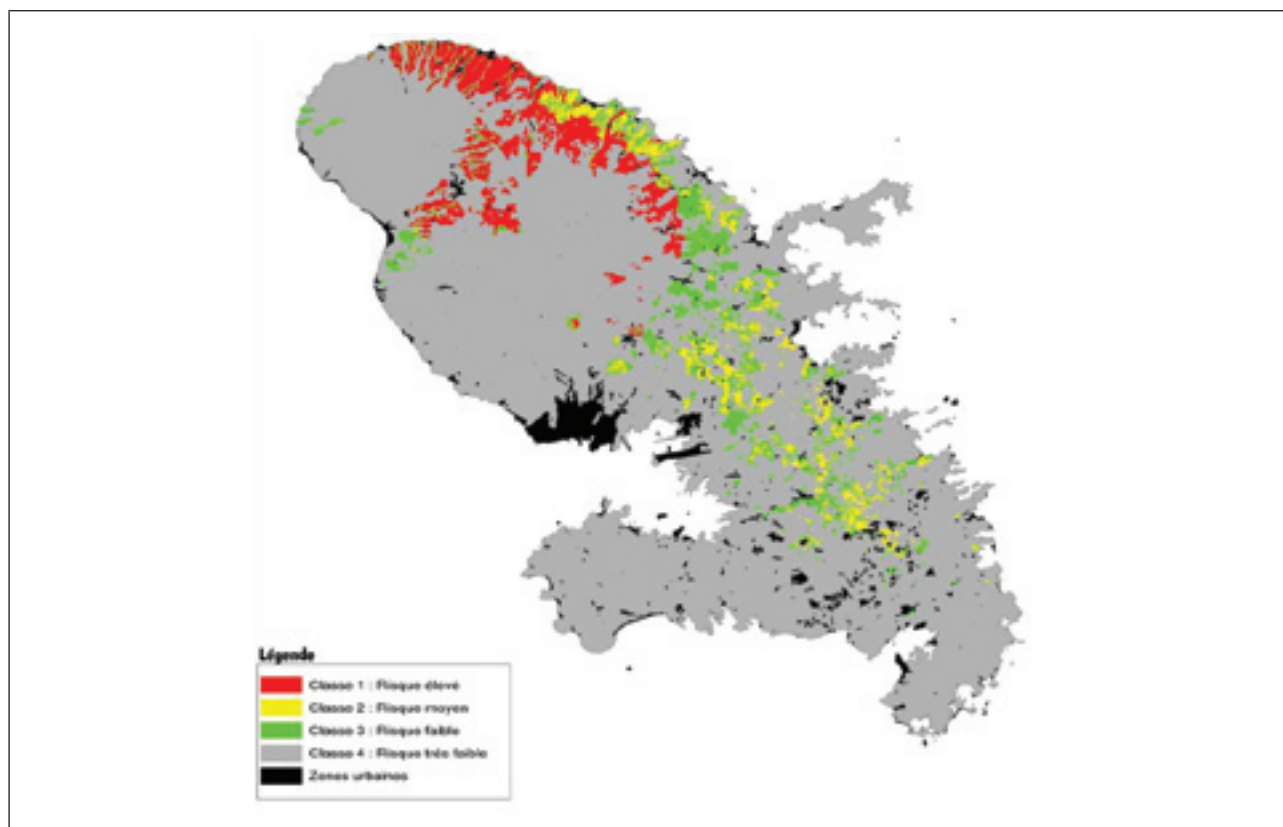 Légende
Classe 1 : Risque élevé
Classe 2 : Risque moyen
Classe 3 : Risque faible
Classe 4 : Risque très faible
Zones urbaines